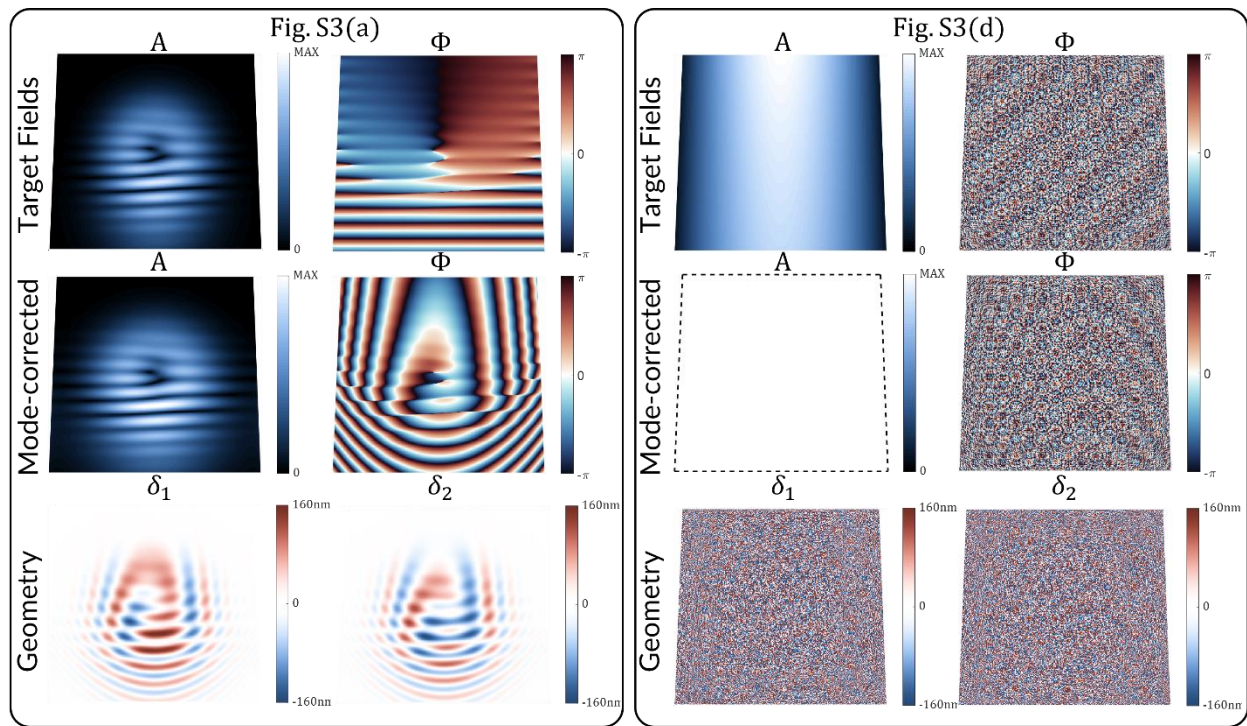 Fig. S3(a)
A
Φ
Target Fields
MAX
0
π
0
-π
A
Φ
Mode-corrected
MAX
0
π
0
-π
δ1
δ2
Geometry
160nm
0
-160nm
160nm
0
-160nm
Fig. S3(d)
A
Φ
Target Fields
MAX
0
π
0
-π
A
Φ
Mode-corrected
MAX
0
π
0
-π
δ1
δ2
Geometry
160nm
0
-160nm
160nm
0
-160nm